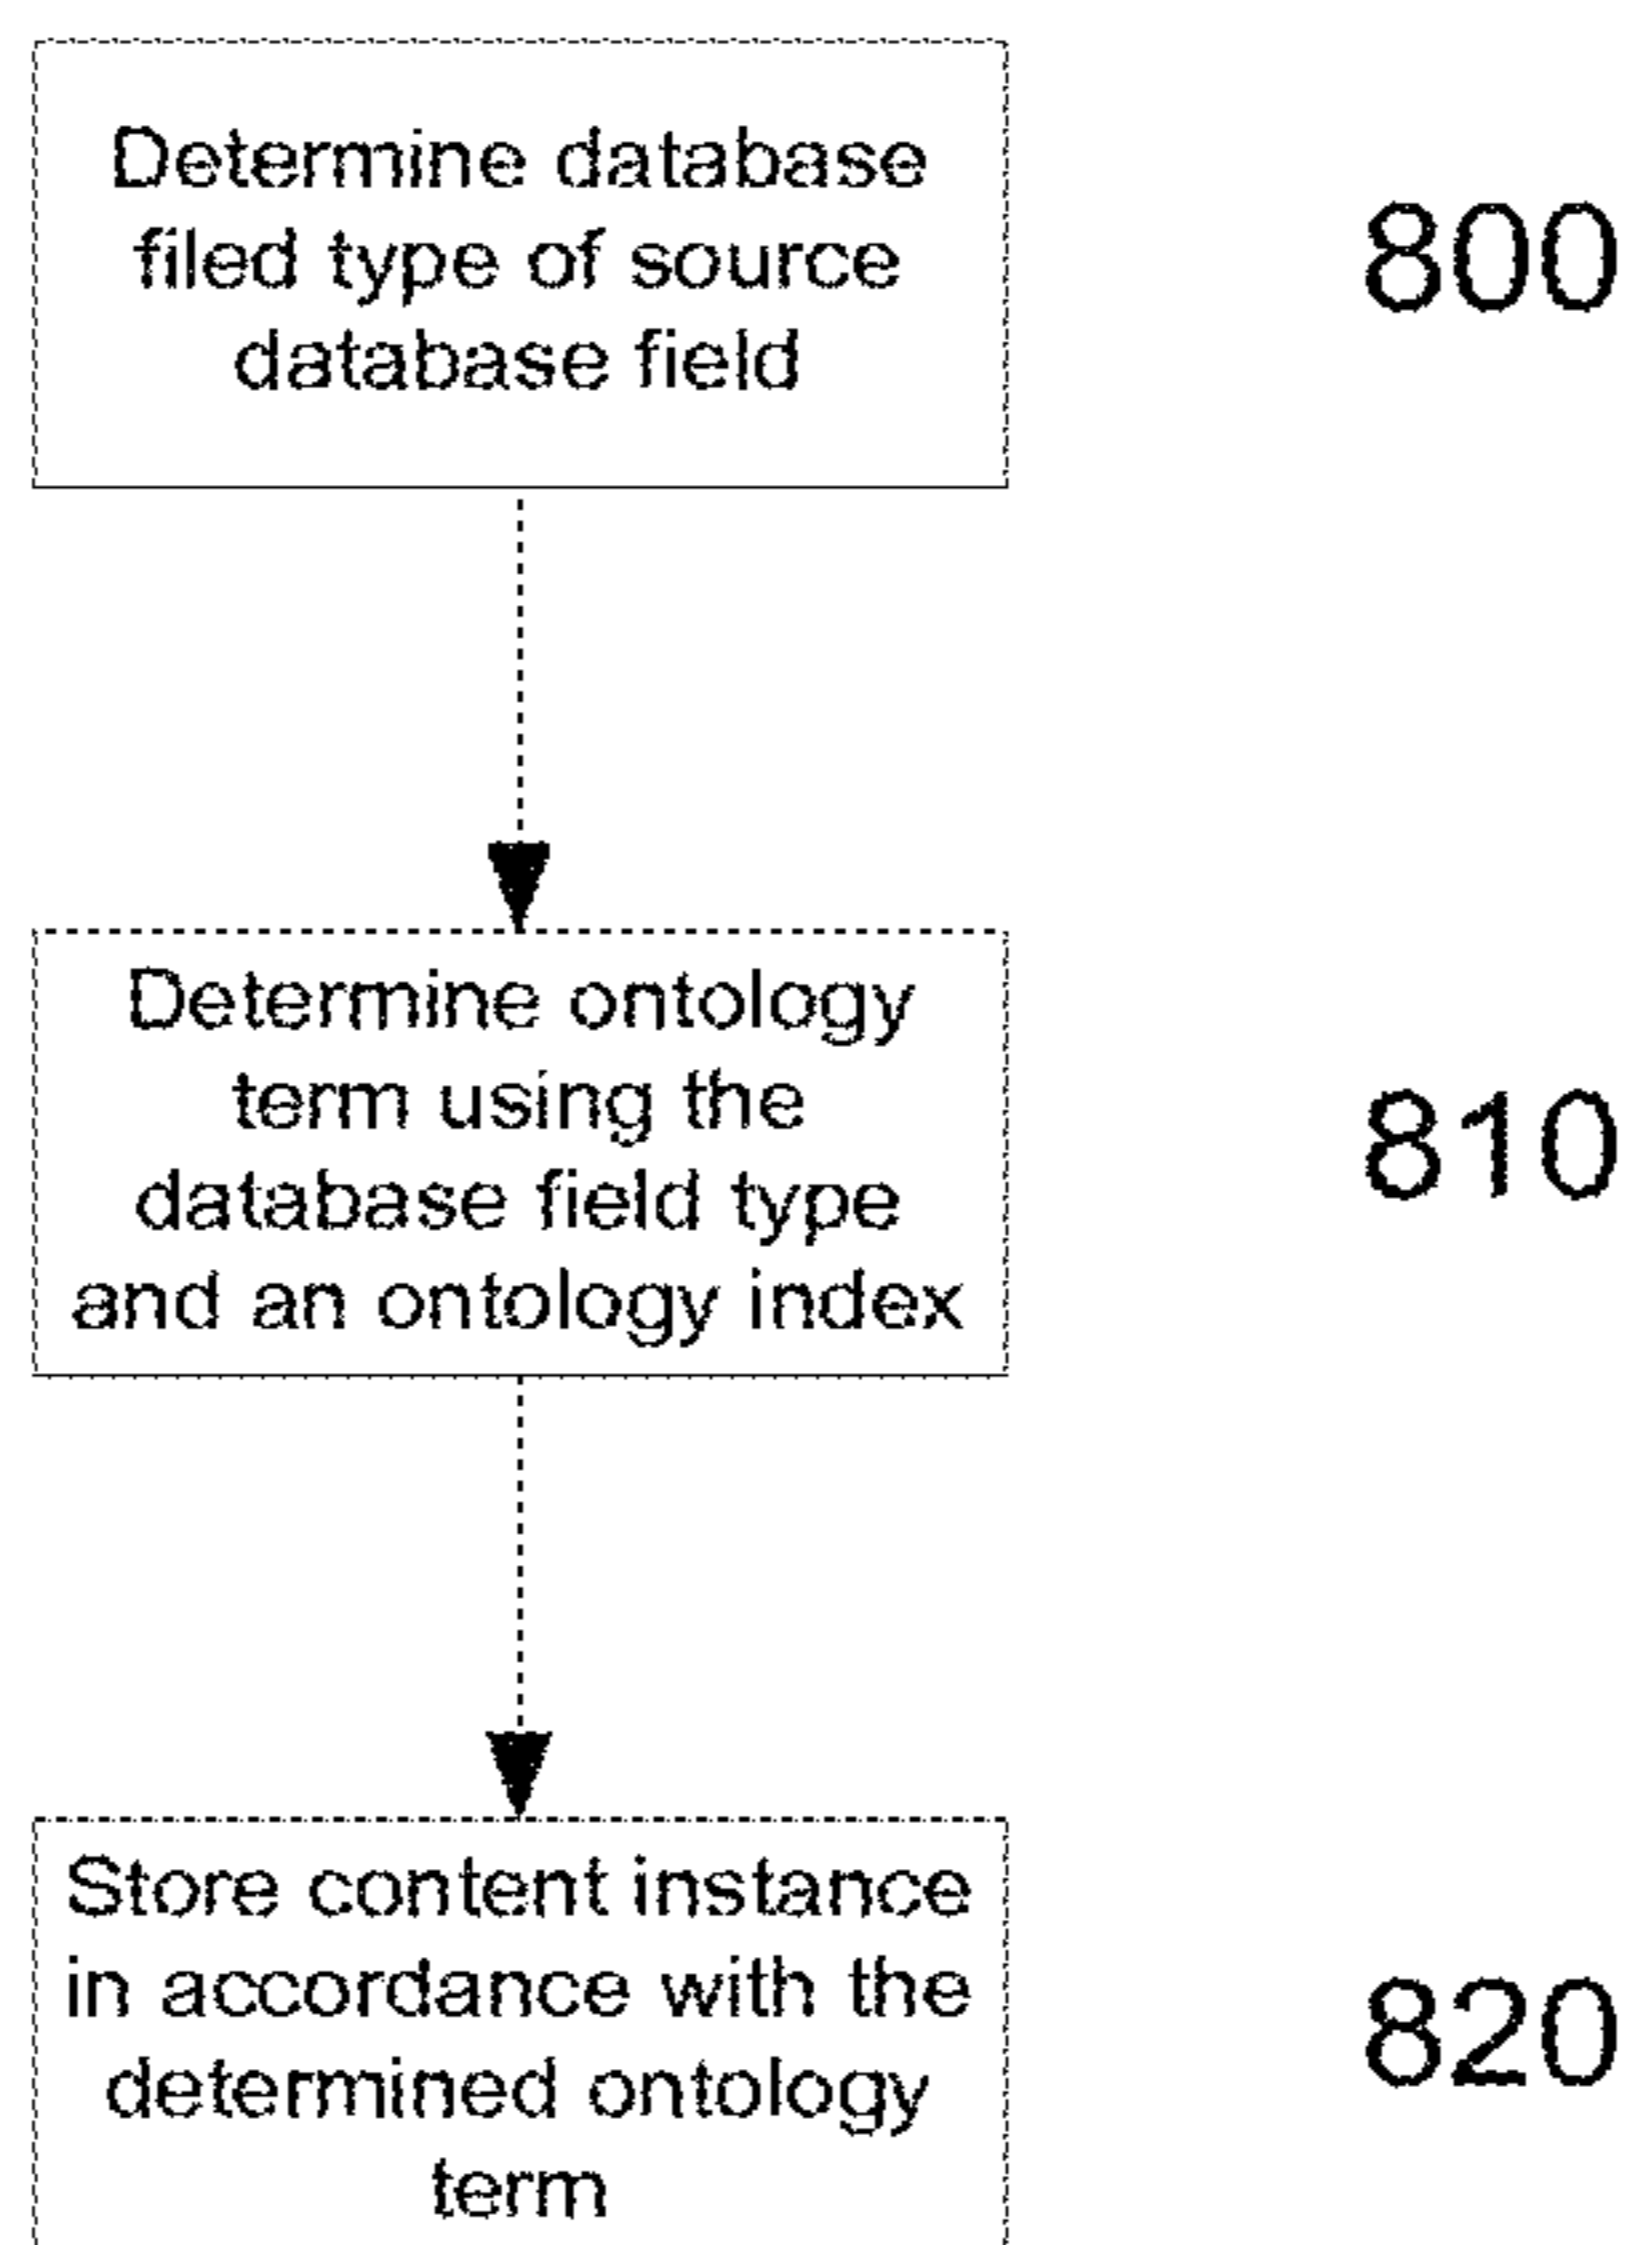 Determine database
filed type of source
database field
800
Determine ontology
term using the
database field type
and an ontology index
810
Store content instance
in accordance with the
determined ontology
term
820